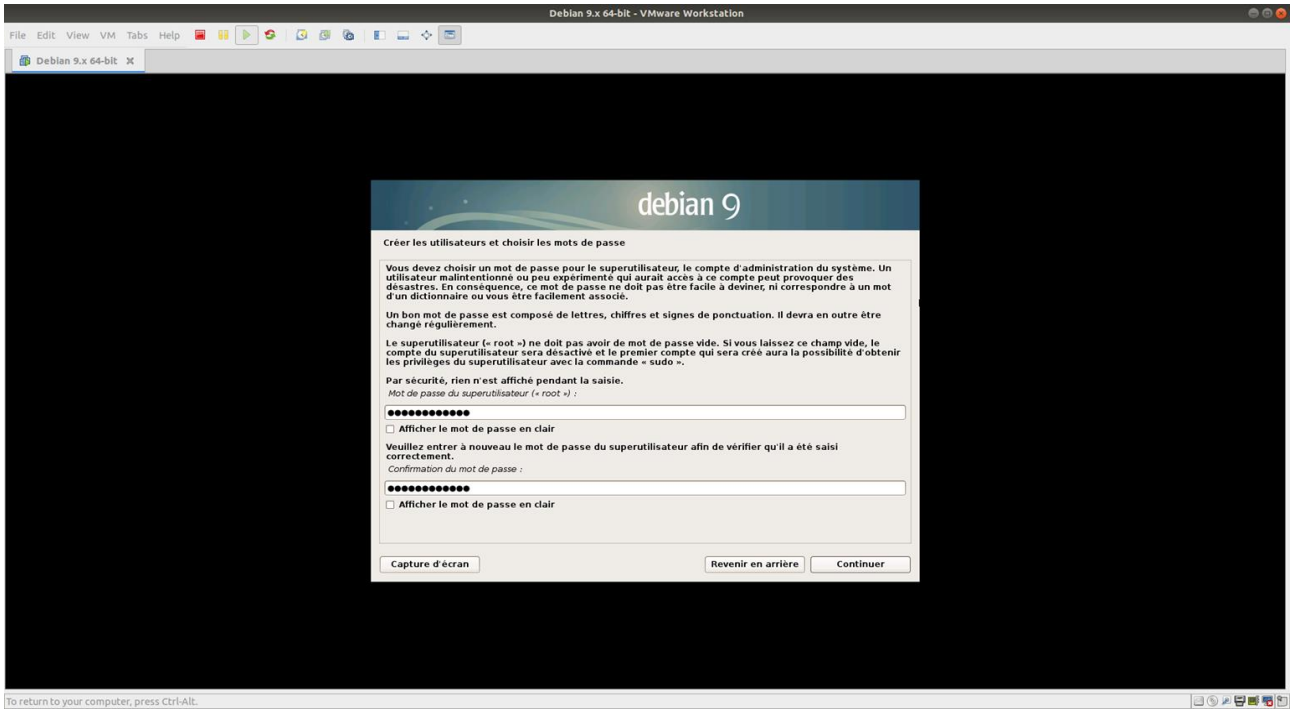 Debian 9.x 64-bit - VMware Workstation
File Edit View VM Tabs Help
Debian 9.x 64-bit
debian 9
Créer les utilisateurs et choisir les mots de passe
Vous devez choisir un mot de passe pour le superutilisateur, le compte d'administration du système. Un
utilisateur malintentionné ou peu expérimenté qui aurait accès à ce compte peut provoquer des
désastres. En conséquence, ce mot de passe ne doit pas être facile à deviner, ni correspondre à un mot
d'un dictionnaire ou vous être facilement associé.
Un bon mot de passe est composé de lettres, chiffres et signes de ponctuation. Il devra en outre être
changé régulièrement.
Le superutilisateur (« root ») ne doit pas avoir de mot de passe vide. Si vous laissez ce champ vide, le
compte du superutilisateur sera désactivé et le premier compte qui sera créé aura la possibilité d'obtenir
les privilèges du superutilisateur avec la commande « sudo ».
Par sécurité, rien n'est affiché pendant la saisie.
Mot de passe du superutilisateur (« root ») :
●●●●●●●●●●●●
Afficher le mot de passe en clair
Veuillez entrer à nouveau le mot de passe du superutilisateur afin de vérifier qu'il a été saisi
correctement.
Confirmation du mot de passe :
●●●●●●●●●●●●
Afficher le mot de passe en clair
Capture d'écran Revenir en arrière Continuer
To return to your computer, press Ctrl-Alt.